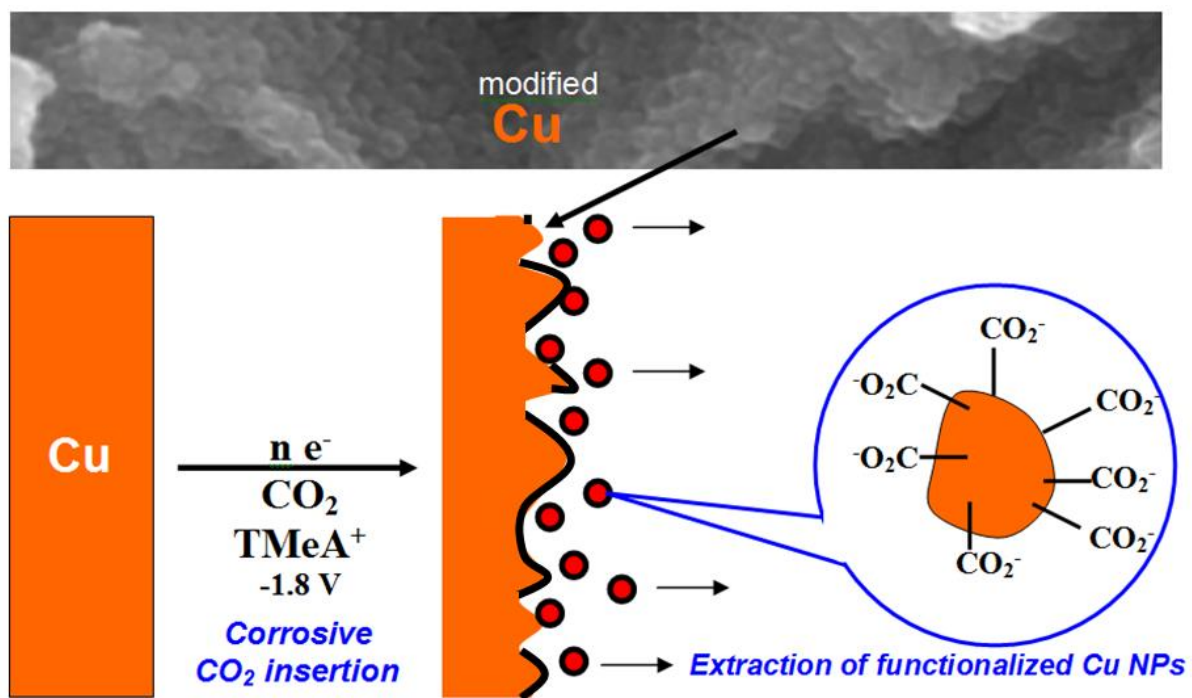 modified
Cu
Cu
n e⁻
CO₂
TMeA⁺
-1.8 V
Corrosive
CO₂ insertion
CO₂⁻
⁻O₂C
CO₂⁻
⁻O₂C
CO₂⁻
CO₂⁻
CO₂⁻
Extraction of functionalized Cu NPs